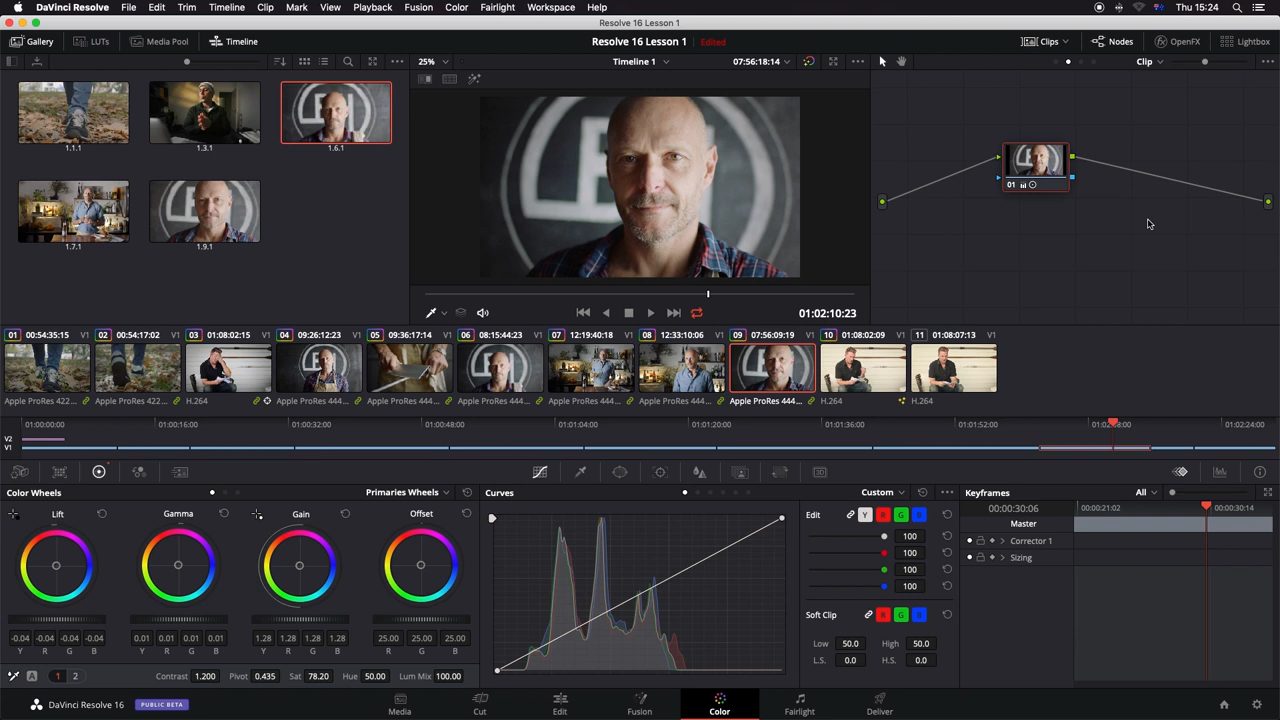 DaVinci Resolve File Edit Trim Timeline Clip Mark View Playback Fusion Color Fairlight Workspace Help Thu 15:24
Resolve 16 Lesson 1
Gallery LUTs Media Pool Timeline Resolve 16 Lesson 1 Edited Clips Nodes OpenFX Lightbox
25% Timeline 1 07:56:18:14 Clip
1.1.1 1.3.1 1.6.1
1.7.1 1.9.1
01
01:02:10:23
01 00:54:35:15 V1 02 00:54:17:02 V1 03 01:08:02:15 V1 04 09:26:12:23 V1 05 09:36:17:14 V1 06 08:15:44:23 V1 07 12:19:40:18 V1 08 12:33:10:06 V1 09 07:56:09:19 V1 10 01:08:02:09 V1 11 01:08:07:13 V1
Apple ProRes 422... Apple ProRes 422... H.264 Apple ProRes 444... Apple ProRes 444... Apple ProRes 444... Apple ProRes 444... Apple ProRes 444... Apple ProRes 444... H.264 H.264
01:00:00:00 01:00:16:00 01:00:32:00 01:00:48:00 01:01:04:00 01:01:20:00 01:01:36:00 01:01:52:00 01:02:08:00 01:02:24:00
V2
V1
Color Wheels Primaries Wheels Curves Custom Keyframes All
Lift Gamma Gain Offset Edit Y R G B
00:00:30:06 00:00:21:02 00:00:30:14
Master
100
100
100
100
Corrector 1
Sizing
Soft Clip R G B
-0.04 -0.04 -0.04 -0.04 0.01 0.01 0.01 0.01 1.28 1.28 1.28 1.28 25.00 25.00 25.00
Y R G B Y R G B Y R G B R G B
Low 50.0 High 50.0
L.S. 0.0 H.S. 0.0
A 1 2 Contrast 1.200 Pivot 0.435 Sat 78.20 Hue 50.00 Lum Mix 100.00
DaVinci Resolve 16 PUBLIC BETA Media Cut Edit Fusion Color Fairlight Deliver